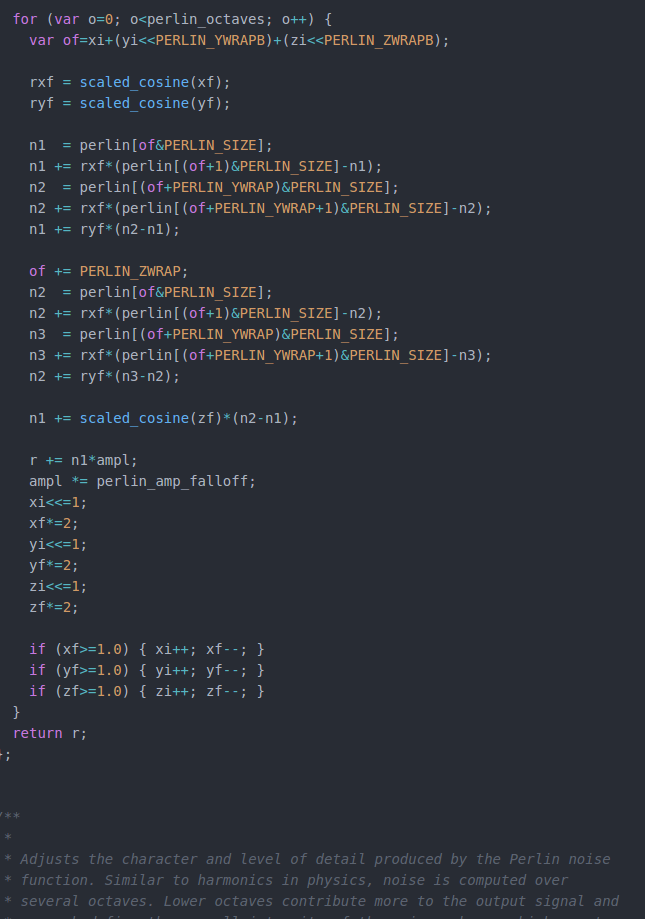 for (var o=0; o<perlin_octaves; o++) {
var of=xi+(yi<<PERLIN_YWRAPB)+(zi<<PERLIN_ZWRAPB);
rxf = scaled_cosine(xf);
ryf = scaled_cosine(yf);
n1  = perlin[of&PERLIN_SIZE];
n1 += rxf*(perlin[(of+1)&PERLIN_SIZE]-n1);
n2  = perlin[(of+PERLIN_YWRAP)&PERLIN_SIZE];
n2 += rxf*(perlin[(of+PERLIN_YWRAP+1)&PERLIN_SIZE]-n2);
n1 += ryf*(n2-n1);
of += PERLIN_ZWRAP;
n2  = perlin[of&PERLIN_SIZE];
n2 += rxf*(perlin[(of+1)&PERLIN_SIZE]-n2);
n3  = perlin[(of+PERLIN_YWRAP)&PERLIN_SIZE];
n3 += rxf*(perlin[(of+PERLIN_YWRAP+1)&PERLIN_SIZE]-n3);
n2 += ryf*(n3-n2);
n1 += scaled_cosine(zf)*(n2-n1);
r += n1*ampl;
ampl *= perlin_amp_falloff;
xi<<=1;
xf*=2;
yi<<=1;
yf*=2;
zi<<=1;
zf*=2;
if (xf>=1.0) { xi++; xf--; }
if (yf>=1.0) { yi++; yf--; }
if (zf>=1.0) { zi++; zf--; }
}
return r;
};
/**
*
* Adjusts the character and level of detail produced by the Perlin noise
* function. Similar to harmonics in physics, noise is computed over
* several octaves. Lower octaves contribute more to the output signal and